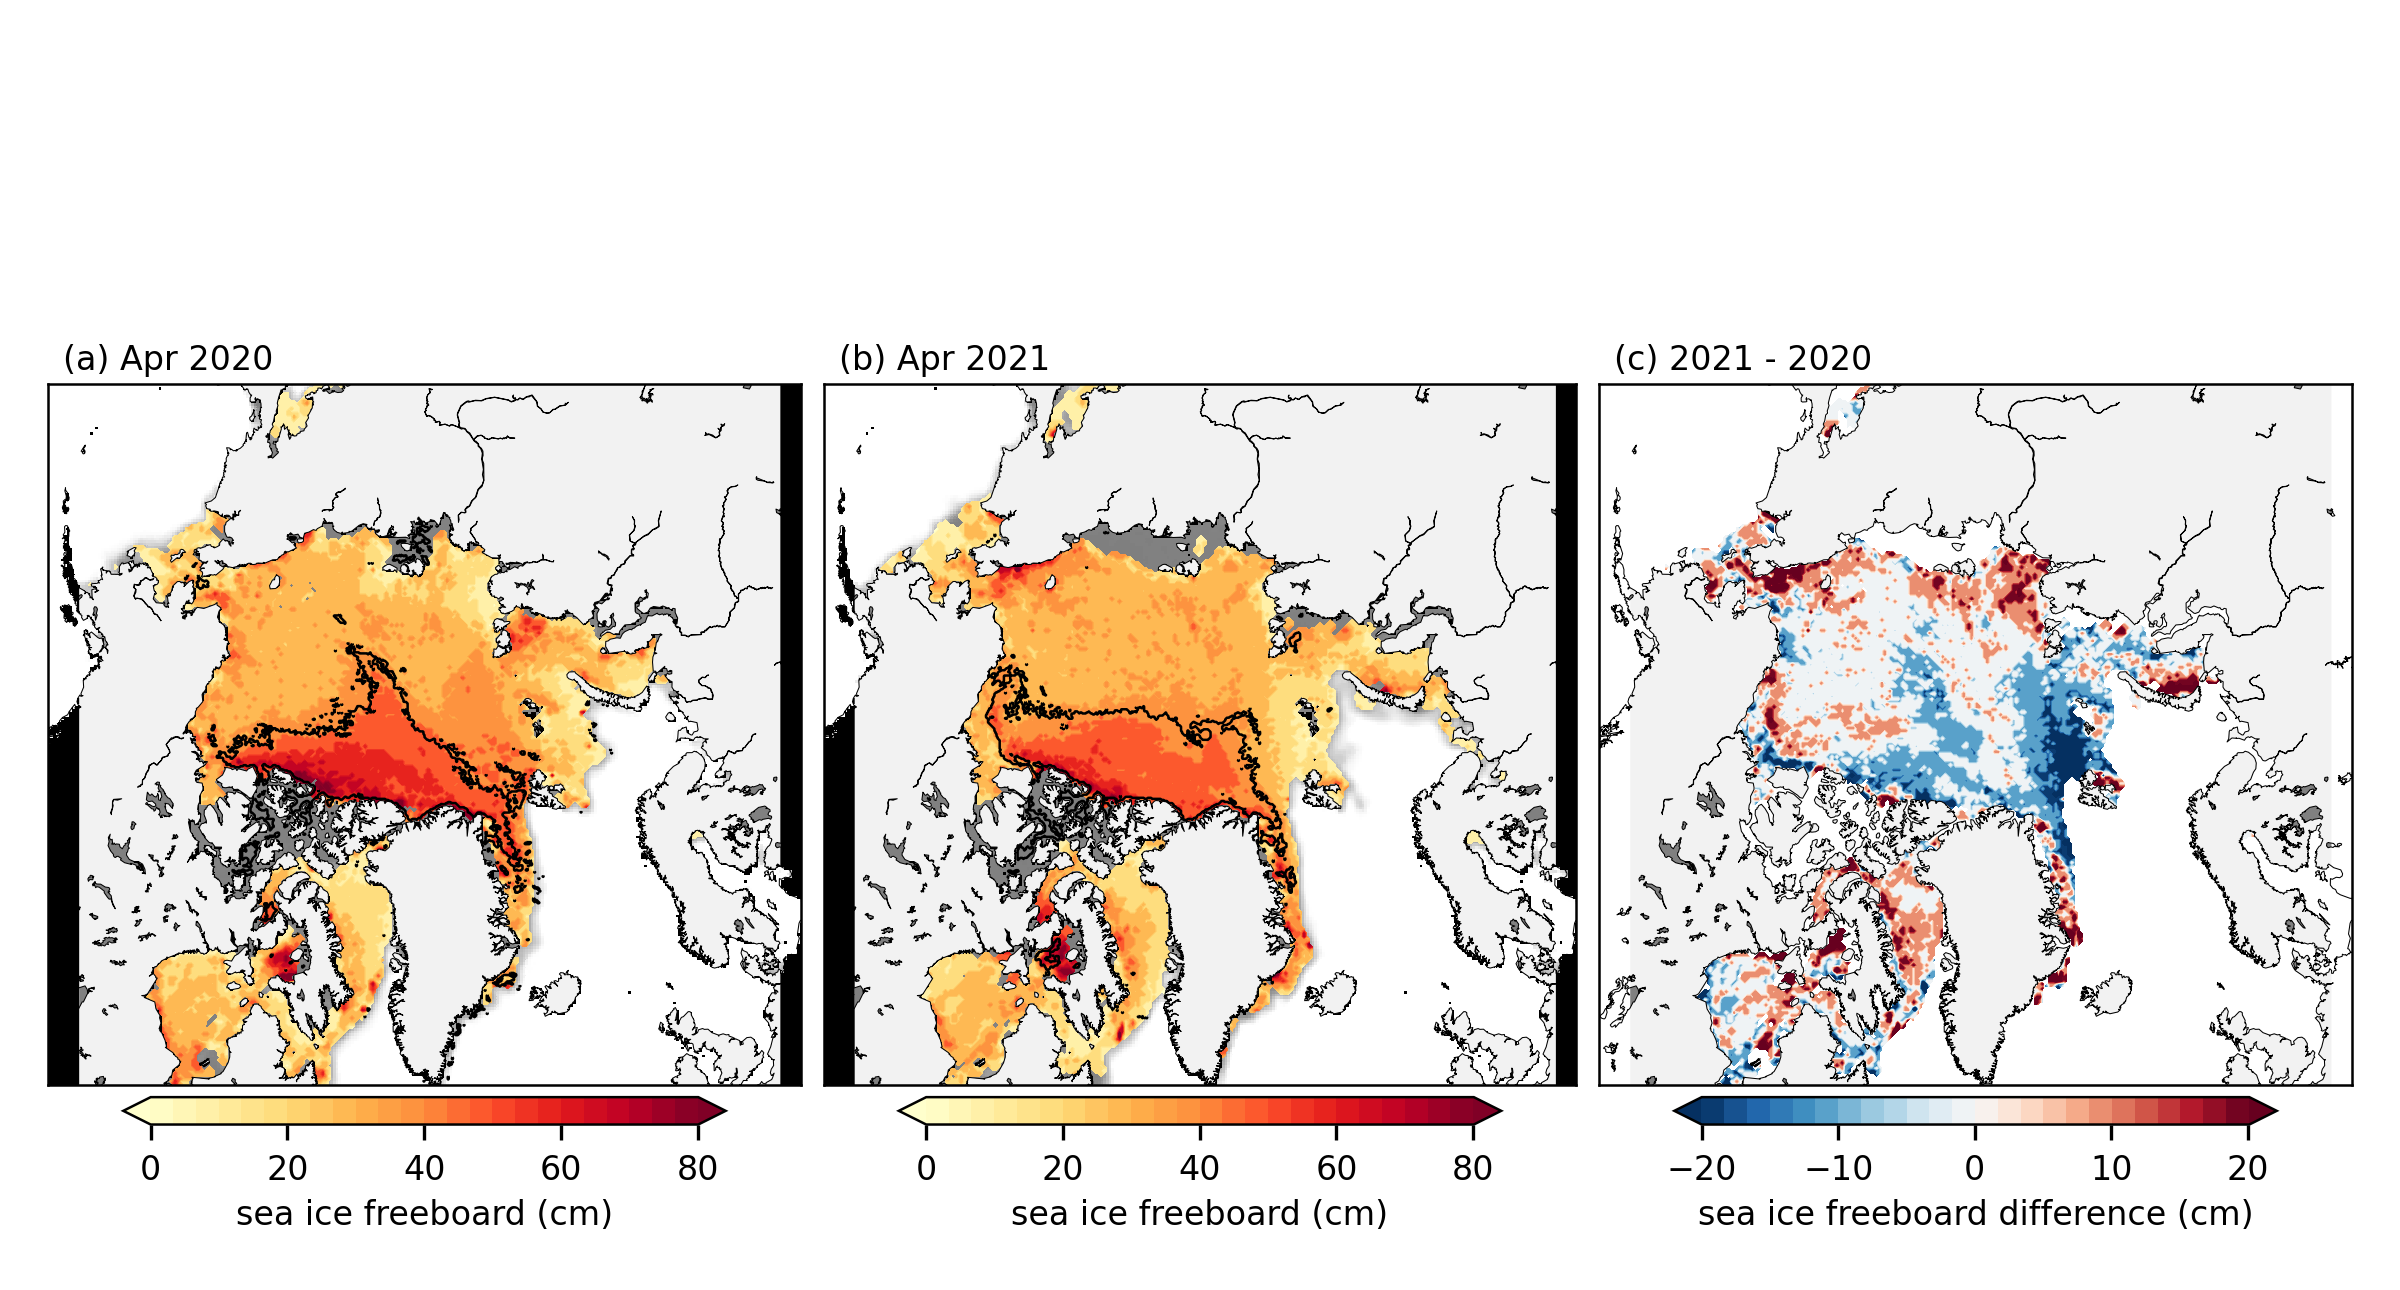 (a) Apr 2020
(b) Apr 2021
(c) 2021 - 2020
0 20 40 60 80
sea ice freeboard (cm)
0 20 40 60 80
sea ice freeboard (cm)
−20 −10 0 10 20
sea ice freeboard difference (cm)